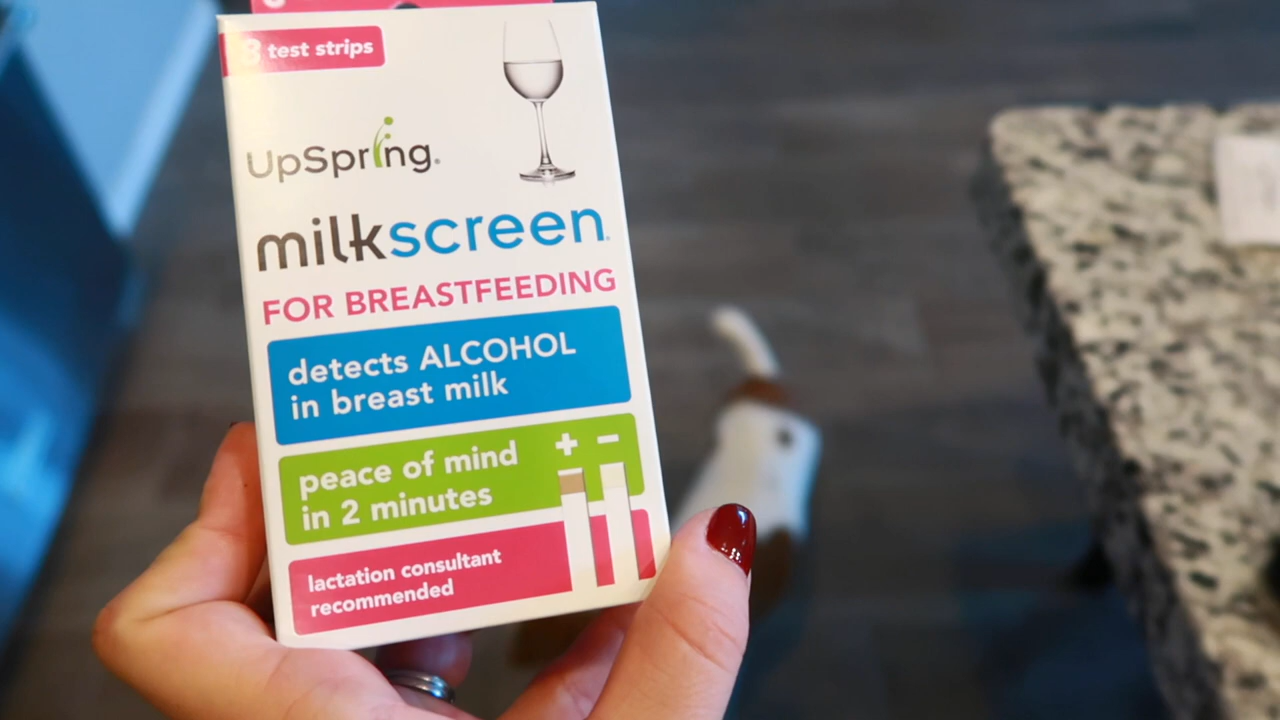 8 test strips
UpSpring
milkscreen
FOR BREASTFEEDING
detects ALCOHOL
in breast milk
peace of mind
in 2 minutes
+ −
lactation consultant
recommended